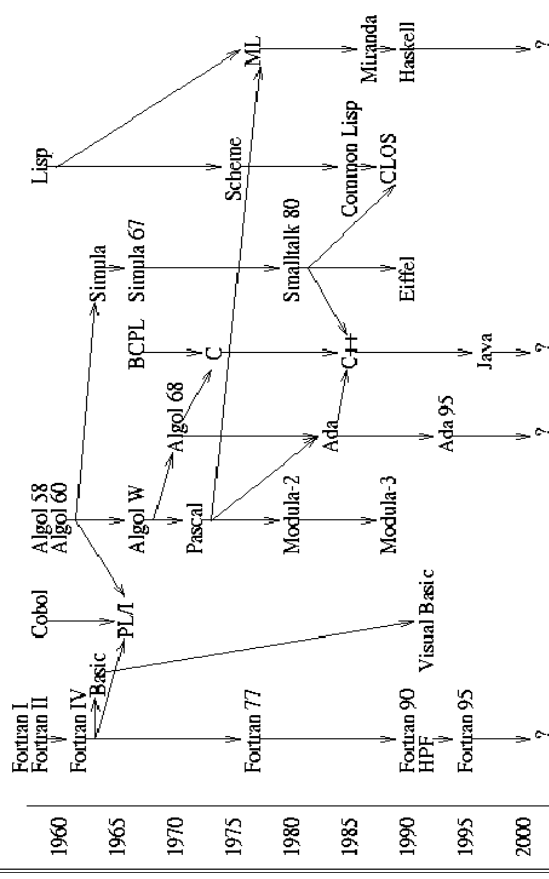 Fortran I
Fortran II Cobol Algol 58 Lisp
1960 Algol 60
Fortran IV
Basic Simula
1965 PL/I
Algol W BCPL Simula 67
1970 Algol 68
Pascal
C
1975 Scheme
Fortran 77 ML
1980 Modula-2 Smalltalk 80
Ada
1985 C++ Common Lisp
Miranda
Modula-3 CLOS
1990 Fortran 90 Eiffel Haskell
HPF Visual Basic
Ada 95
1995 Fortran 95
Java
2000
? ? ? ?